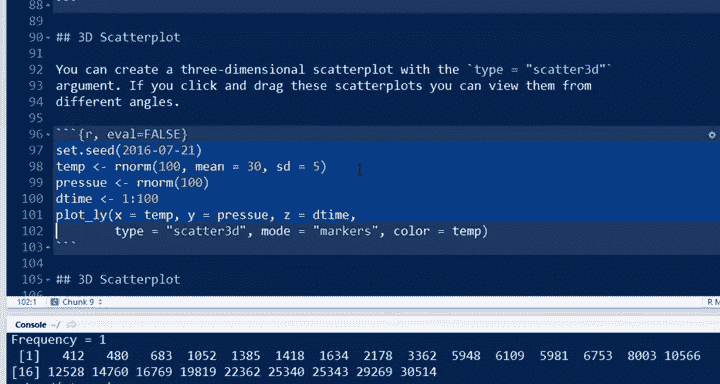 88 ```
89
90 ## 3D Scatterplot
91
92 You can create a three-dimensional scatterplot with the `type = "scatter3d"`
93 argument. If you click and drag these scatterplots you can view them from
94 different angles.
95
96 ```{r, eval=FALSE}
97 set.seed(2016-07-21)
98 temp <- rnorm(100, mean = 30, sd = 5)
99 pressue <- rnorm(100)
100 dtime <- 1:100
101 plot_ly(x = temp, y = pressue, z = dtime,
102 type = "scatter3d", mode = "markers", color = temp)
103 ```
104
105 ## 3D Scatterplot
102:1 Chunk 9 R M
Console ~/
Frequency = 1
[1] 412 480 683 1052 1385 1418 1634 2178 3362 5948 6109 5981 6753 8003 10566
[16] 12528 14760 16769 19819 22362 25340 25343 29269 30514